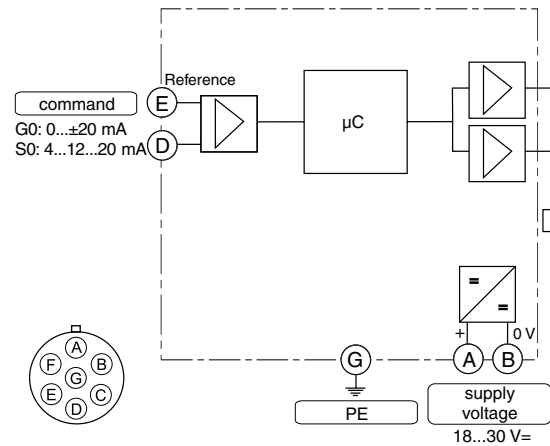 Reference
command
E
G0: 0...±20 mA
S0: 4...12...20 mA
D
µC
=
=
+
0 V
G
A
B
PE
supply
voltage
18...30 V=
A
F
B
G
E
C
D